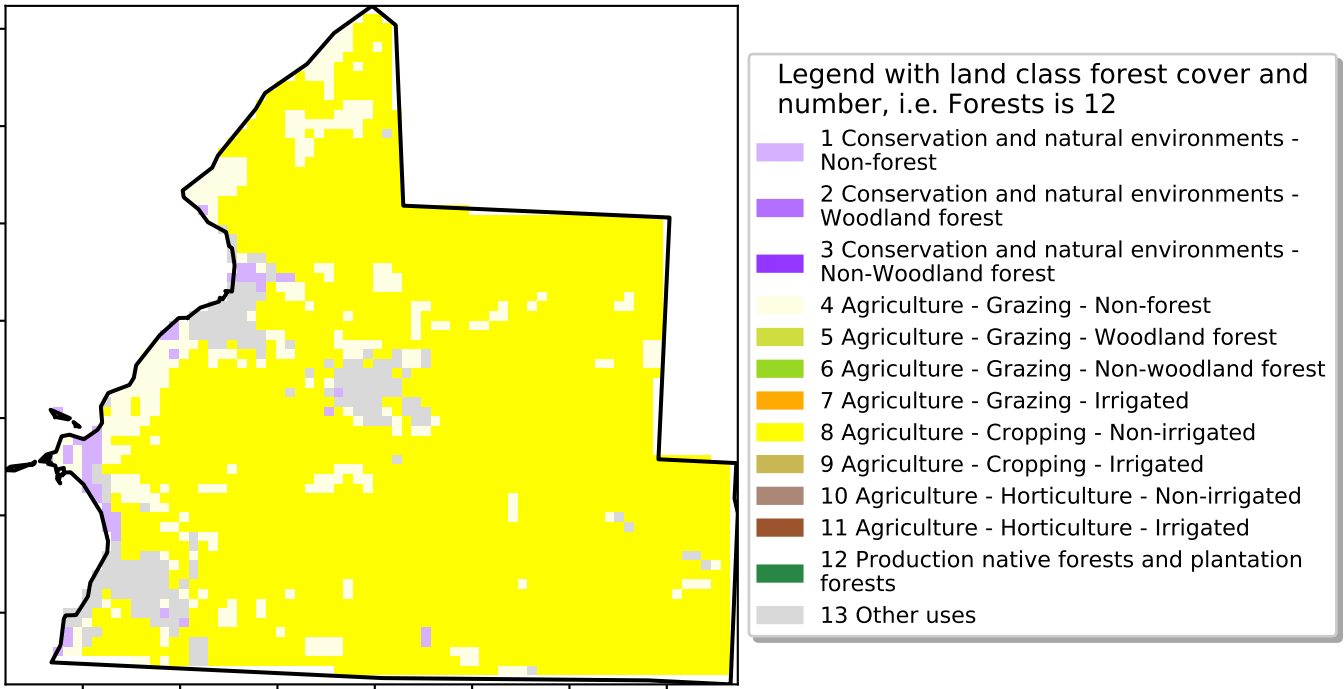 Legend with land class forest cover and
number, i.e. Forests is 12
1 Conservation and natural environments -
Non-forest
2 Conservation and natural environments -
Woodland forest
3 Conservation and natural environments -
Non-Woodland forest
4 Agriculture - Grazing - Non-forest
5 Agriculture - Grazing - Woodland forest
6 Agriculture - Grazing - Non-woodland forest
7 Agriculture - Grazing - Irrigated
8 Agriculture - Cropping - Non-irrigated
9 Agriculture - Cropping - Irrigated
10 Agriculture - Horticulture - Non-irrigated
11 Agriculture - Horticulture - Irrigated
12 Production native forests and plantation
forests
13 Other uses